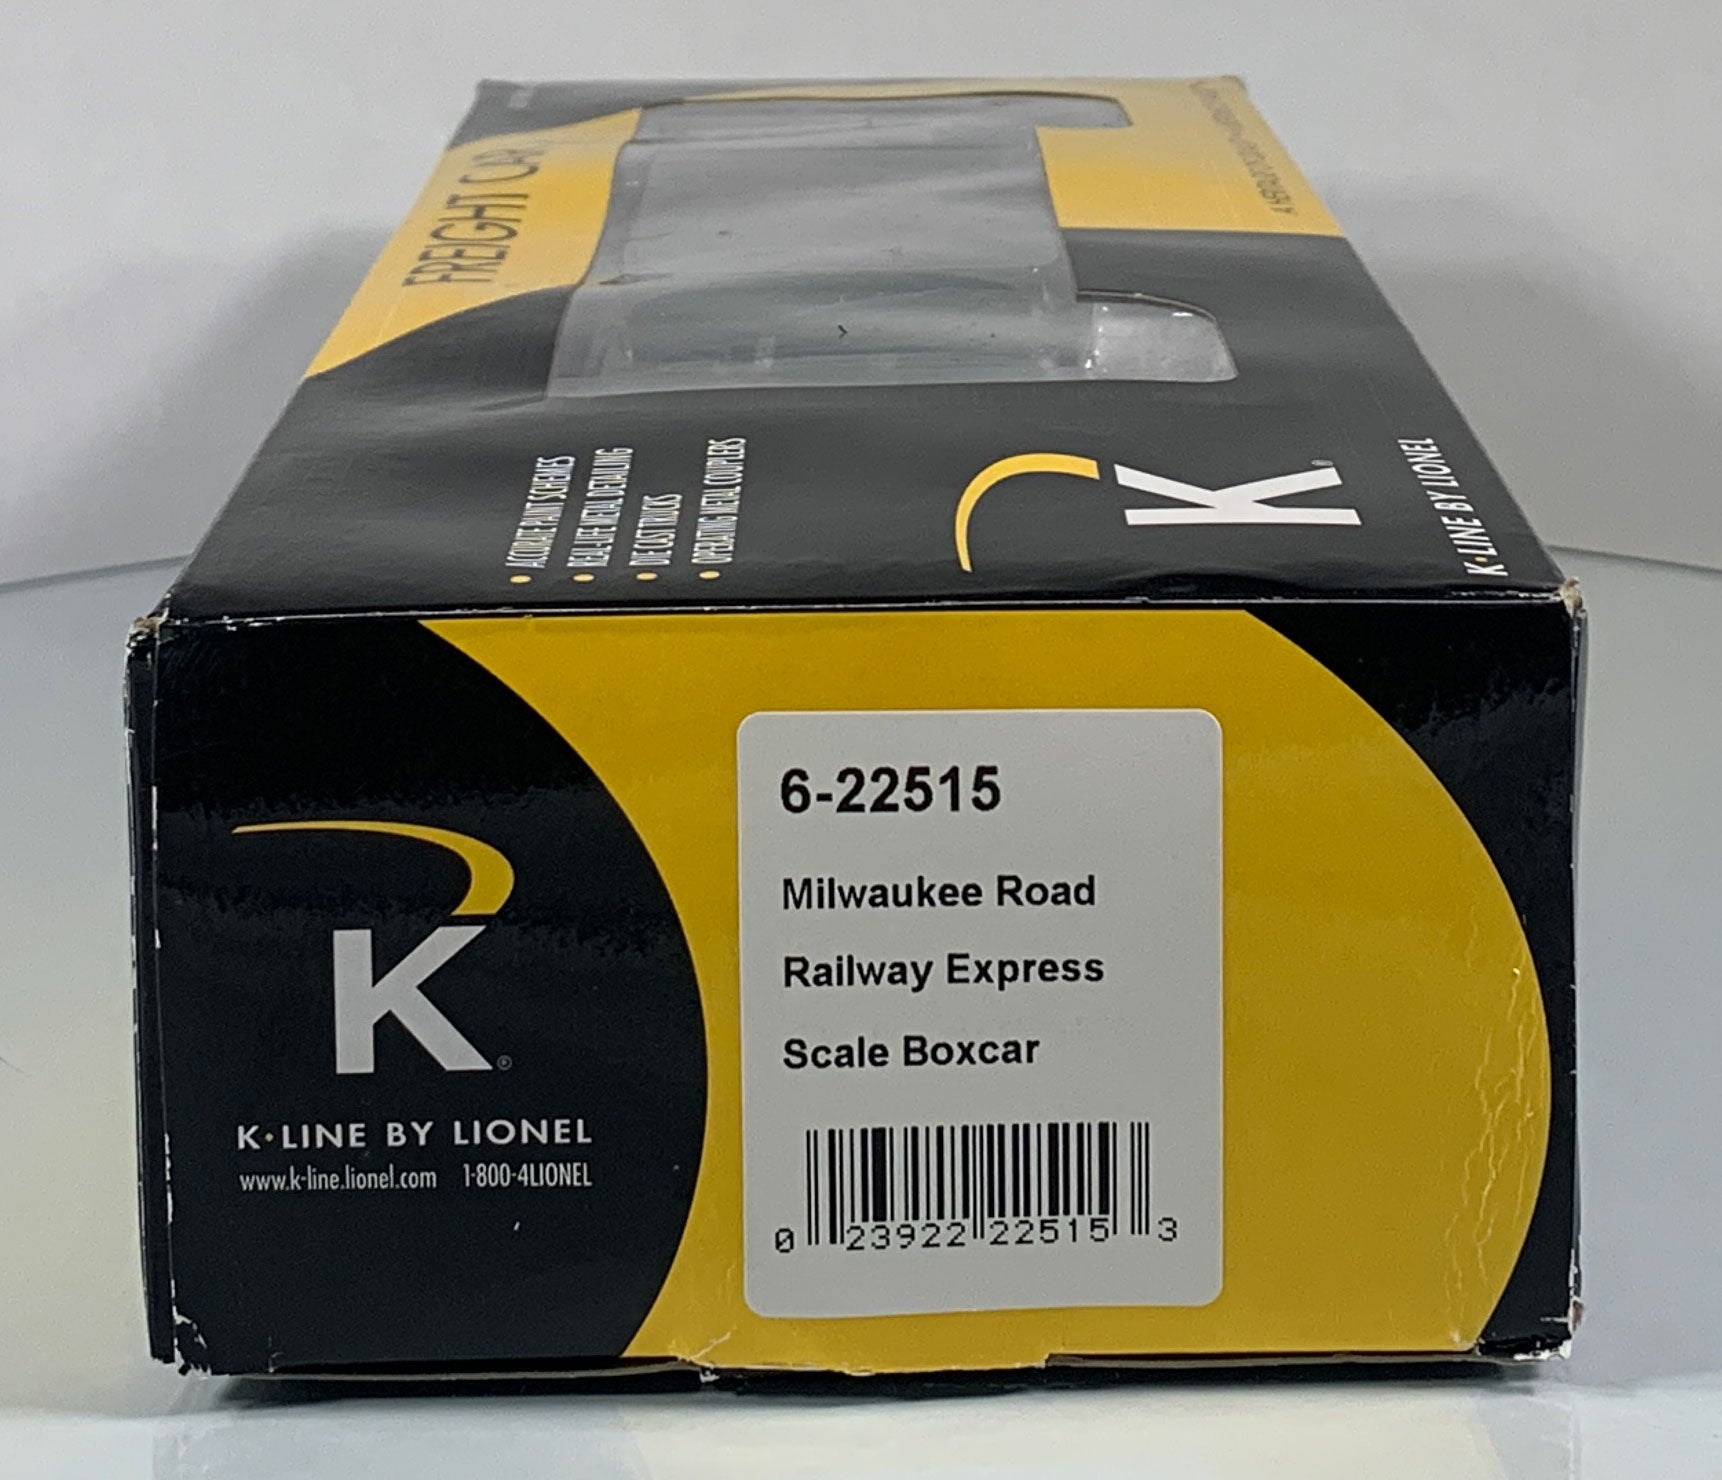 FREIGHT CAR
• ACCURATE PAINT SCHEMES
• REAL-LIFE METAL DETAILING
• DIE CAST TRUCKS
• OPERATING METAL COUPLERS
K®
K•LINE BY LIONEL
6-22515
Milwaukee Road
Railway Express
Scale Boxcar
0 23922 22515 3
K®
K•LINE BY LIONEL
www.k-line.lionel.com 1-800-4LIONEL